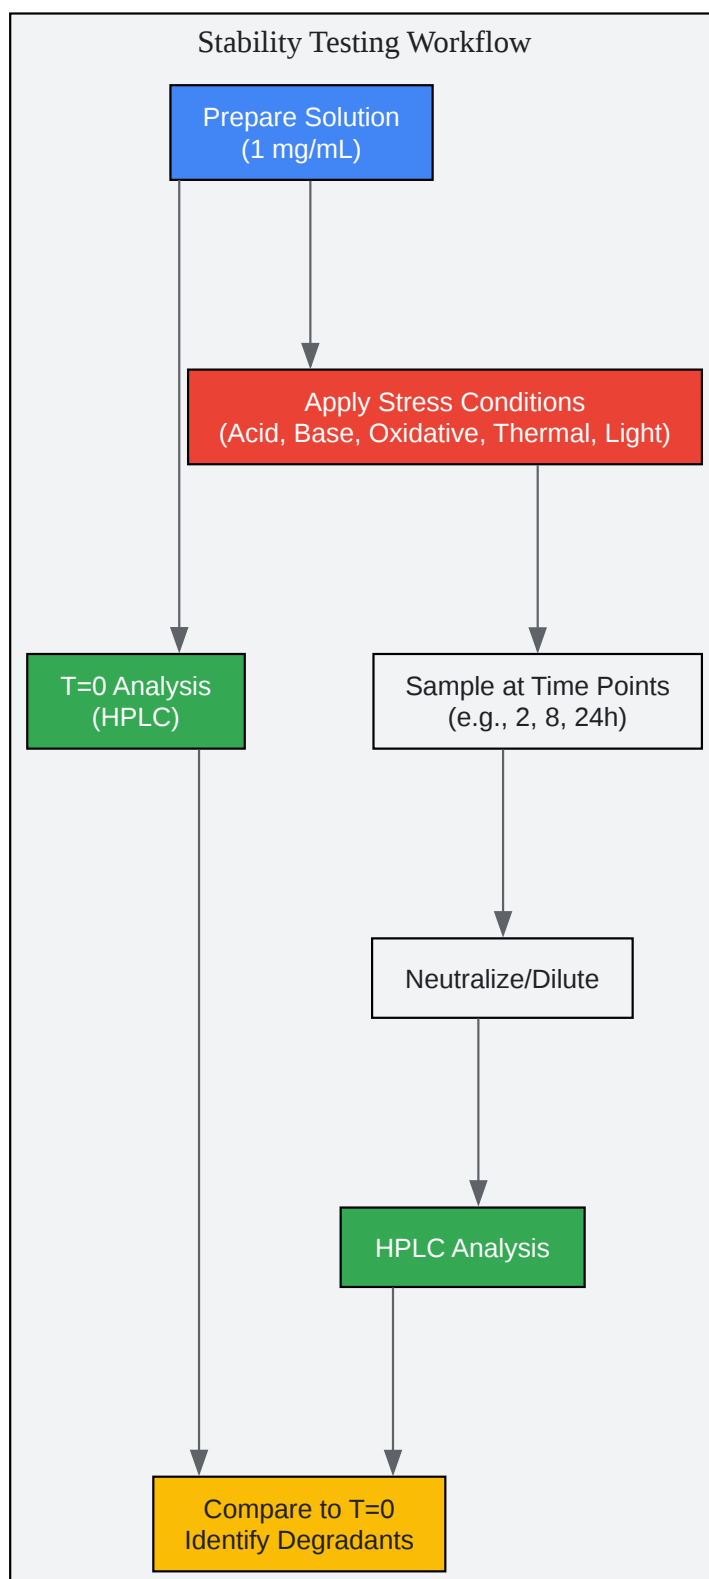 Stability Testing Workflow
Prepare Solution
(1 mg/mL)
Apply Stress Conditions
(Acid, Base, Oxidative, Thermal, Light)
T=0 Analysis
(HPLC)
Sample at Time Points
(e.g., 2, 8, 24h)
Neutralize/Dilute
HPLC Analysis
Compare to T=0
Identify Degradants